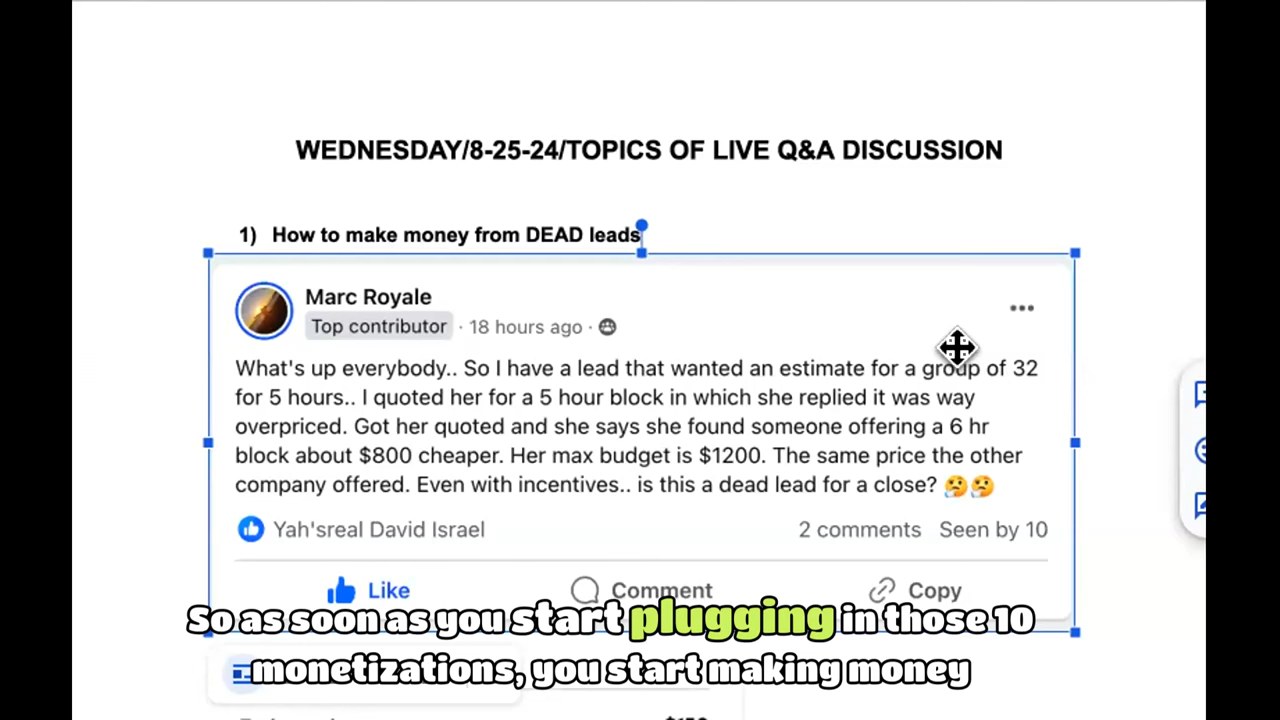 WEDNESDAY/8-25-24/TOPICS OF LIVE Q&A DISCUSSION
1) How to make money from DEAD leads
Marc Royale
Top contributor · 18 hours ago ·
What's up everybody.. So I have a lead that wanted an estimate for a group of 32
for 5 hours.. I quoted her for a 5 hour block in which she replied it was way
overpriced. Got her quoted and she says she found someone offering a 6 hr
block about $800 cheaper. Her max budget is $1200. The same price the other
company offered. Even with incentives.. is this a dead lead for a close? 🤔🤔
Yah'sreal David Israel 2 comments Seen by 10
Like Comment Copy
So as soon as you start plugging in those 10
monetizations, you start making money